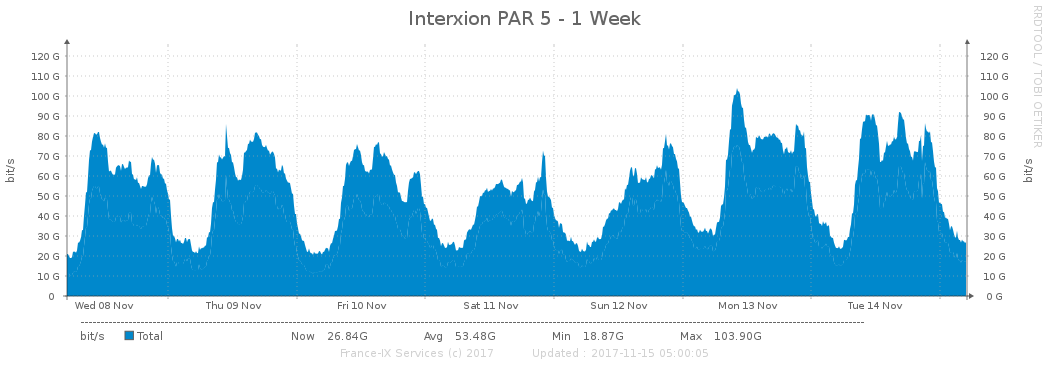 Interxion PAR 5 - 1 Week
RRDTOOL / TOBI OETIKER
bit/s
120 G 120 G
110 G 110 G
100 G 100 G
90 G 90 G
80 G 80 G
70 G 70 G
60 G 60 G
50 G 50 G
40 G 40 G
30 G 30 G
20 G 20 G
10 G 10 G
0 0 G
bit/s
Wed 08 Nov Thu 09 Nov Fri 10 Nov Sat 11 Nov Sun 12 Nov Mon 13 Nov Tue 14 Nov
bit/s Total Now 26.84G Avg 53.48G Min 18.87G Max 103.90G
France-IX Services (c) 2017 Updated : 2017-11-15 05:00:05